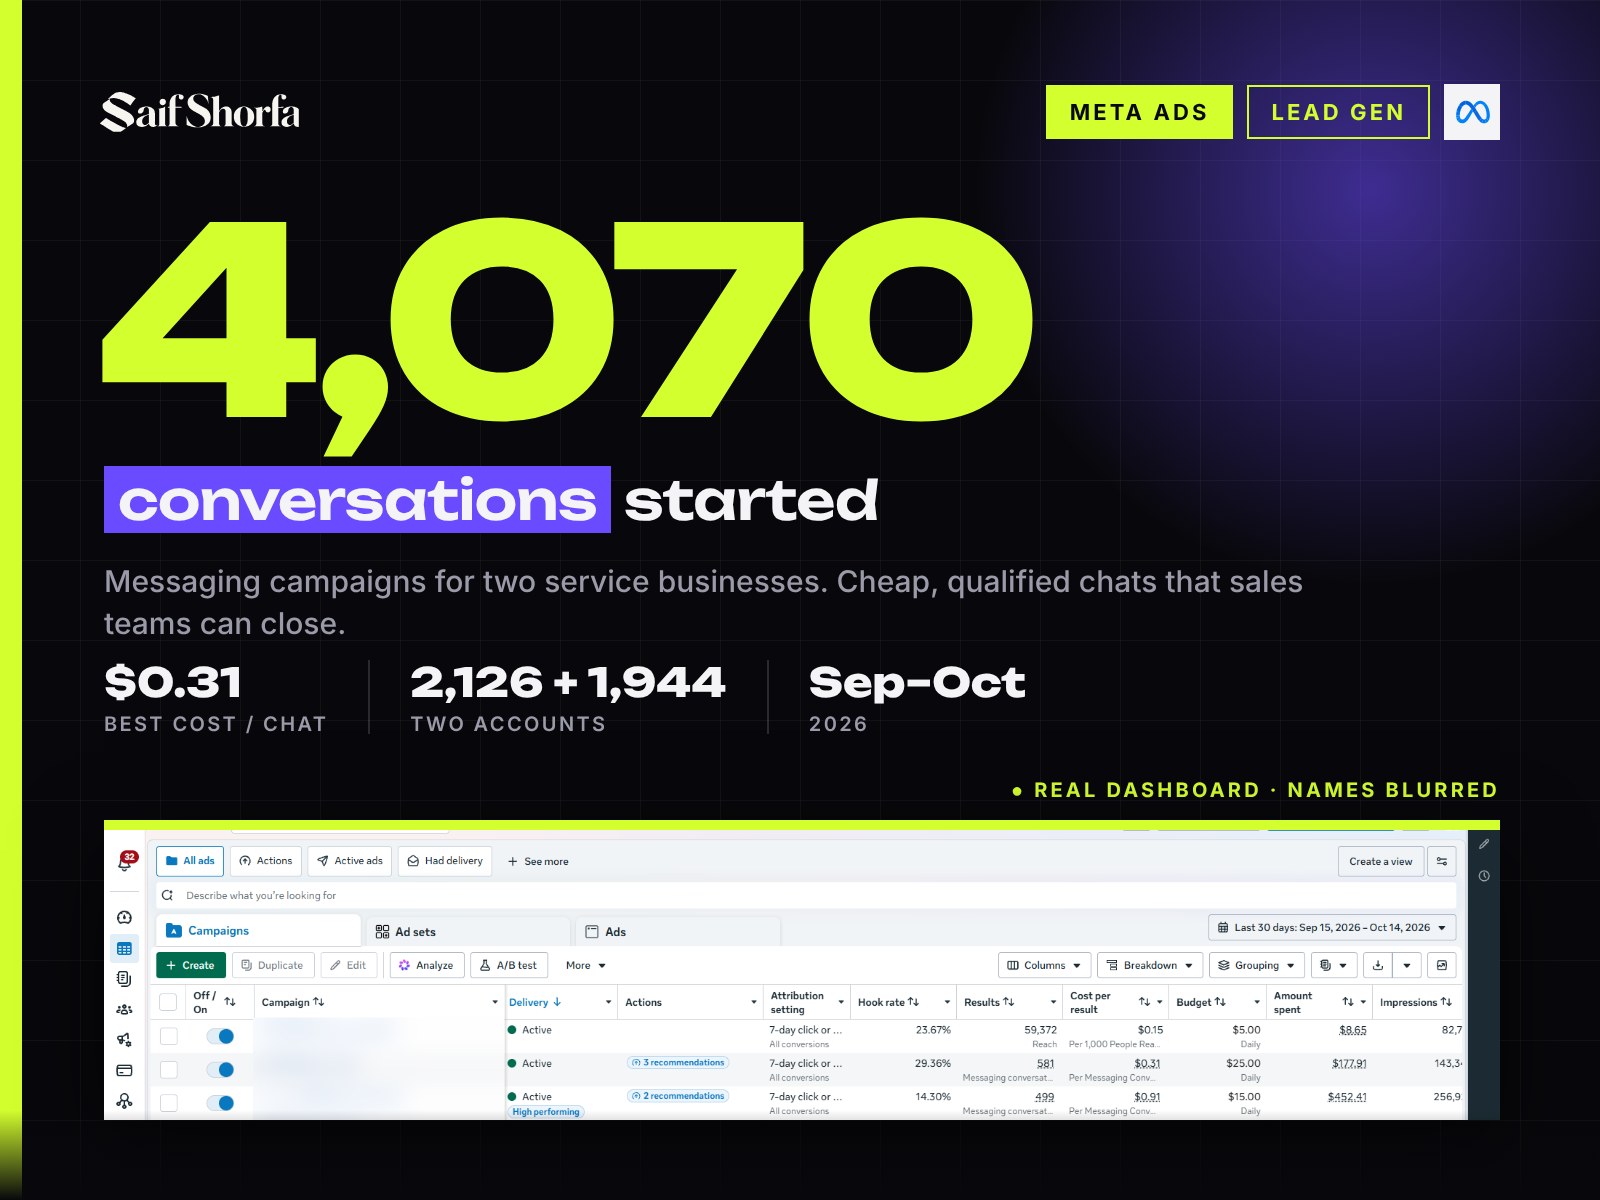 Saif Shorfa
META ADS
LEAD GEN
4,070
conversations started
Messaging campaigns for two service businesses. Cheap, qualified chats that sales
teams can close.
$0.31
BEST COST / CHAT
2,126 + 1,944
TWO ACCOUNTS
Sep–Oct
2026
• REAL DASHBOARD · NAMES BLURRED
32
All ads
Actions
Active ads
Had delivery
+ See more
Create a view
Describe what you're looking for
Campaigns
Ad sets
Ads
Last 30 days: Sep 15, 2026 – Oct 14, 2026
+ Create
Duplicate
Edit
Analyze
A/B test
More
Columns
Breakdown
Grouping
Off / On
Campaign
Delivery
Actions
Attribution setting
Hook rate
Results
Cost per result
Budget
Amount spent
Impressions
Active
7-day click or ...
All conversions
23.67%
59,372
Reach
$0.15
Per 1,000 People Rea...
$5.00
Daily
$8.65
82,7
Active
3 recommendations
7-day click or ...
All conversions
29.36%
581
Messaging conversat...
$0.31
Per Messaging Conv...
$25.00
Daily
$177.91
143,3
Active
High performing
2 recommendations
7-day click or ...
All conversions
14.30%
499
Messaging conversat...
$0.91
Per Messaging Conv...
$15.00
Daily
$452.41
256,9